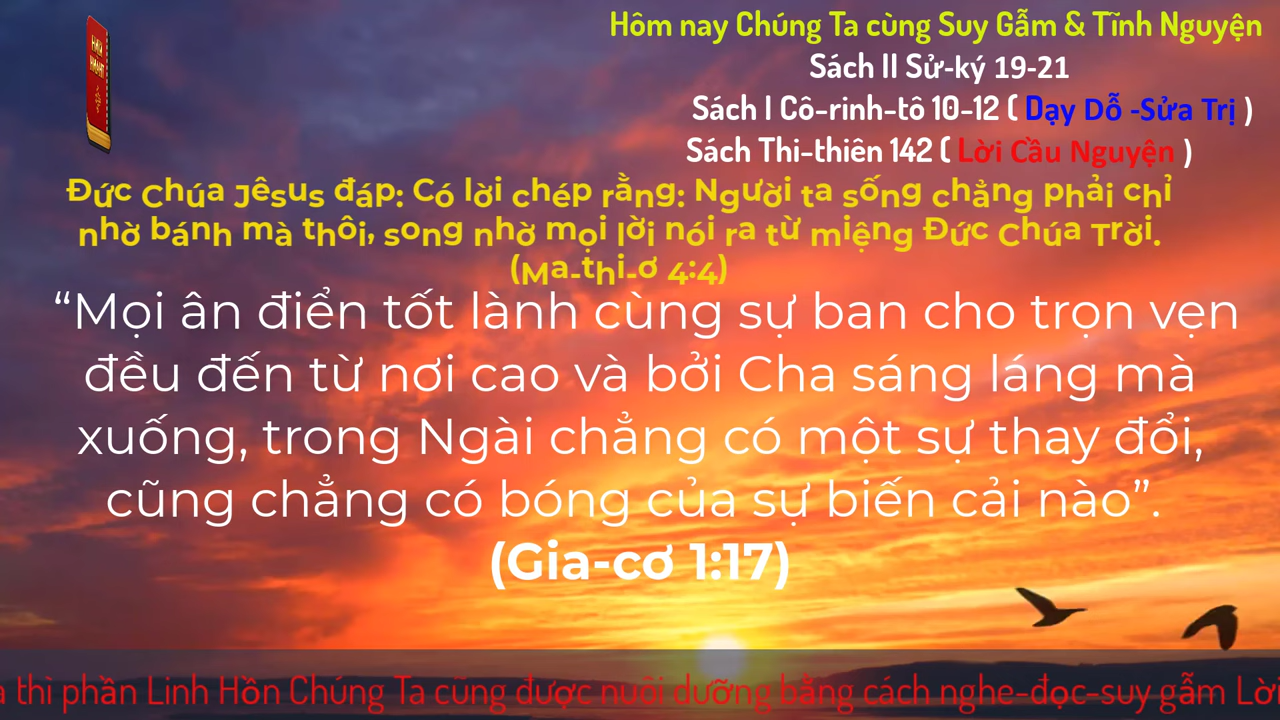 Hôm nay Chúng Ta cùng Suy Gẫm & Tĩnh Nguyện
Sách II Sử-ký 19-21
Sách I Cô-rinh-tô 10-12 ( Dạy Dỗ -Sửa Trị )
Sách Thi-thiên 142 ( Lời Cầu Nguyện )
Đức Chúa Jêsus đáp: Có lời chép rằng: Người ta sống chẳng phải chỉ
nhờ bánh mà thôi, song nhờ mọi lời nói ra từ miệng Đức Chúa Trời.
(Ma-thi-ơ 4:4)
“Mọi ân điển tốt lành cùng sự ban cho trọn vẹn
đều đến từ nơi cao và bởi Cha sáng láng mà
xuống, trong Ngài chẳng có một sự thay đổi,
cũng chẳng có bóng của sự biến cải nào”.
(Gia-cơ 1:17)
thì phần Linh Hồn Chúng Ta cũng được nuôi dưỡng bằng cách nghe-đọc-suy gẫm Lời